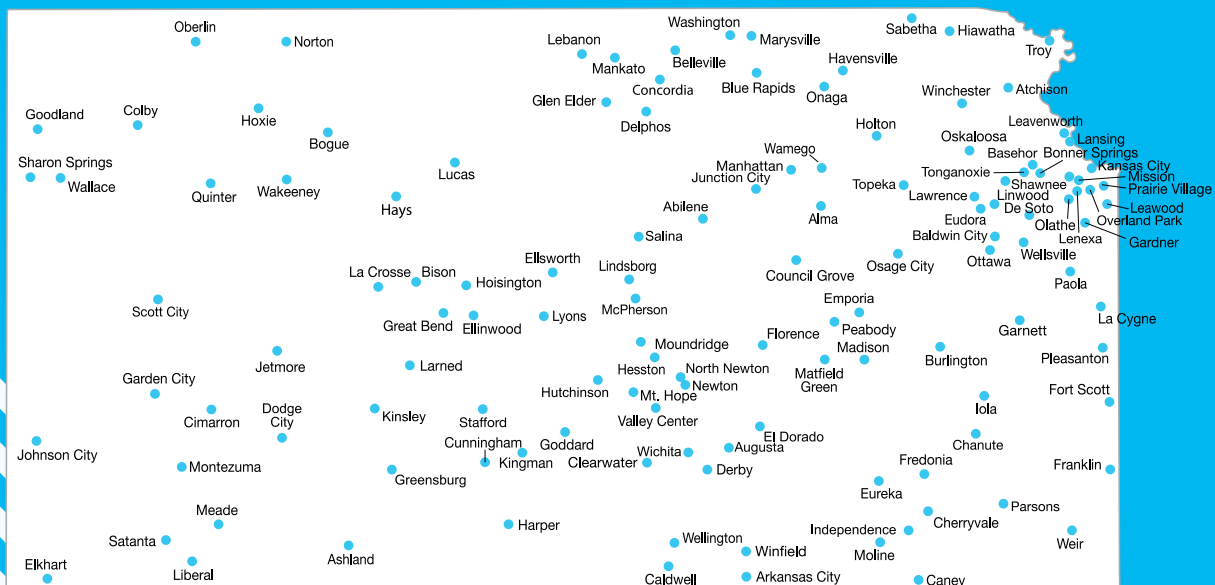 Oberlin
Norton
Washington
Marysville
Sabetha
Hiawatha
Troy
Lebanon
Mankato
Belleville
Havensville
Concordia
Blue Rapids
Onaga
Winchester
Atchison
Glen Elder
Delphos
Goodland
Colby
Hoxie
Bogue
Holton
Leavenworth
Lansing
Oskaloosa
Basehor
Bonner Springs
Kansas City
Sharon Springs
Wallace
Quinter
Wakeeney
Lucas
Hays
Wamego
Manhattan
Junction City
Topeka
Tonganoxie
Shawnee
Mission
Prairie Village
Lawrence
Linwood
Leawood
Abilene
Alma
Eudora
De Soto
Olathe
Overland Park
Salina
Baldwin City
Lenexa
Gardner
Ellsworth
Lindsborg
Council Grove
Osage City
Ottawa
Wellsville
Paola
La Crosse
Bison
Hoisington
Scott City
Great Bend
Ellinwood
Lyons
McPherson
Emporia
Peabody
La Cygne
Garnett
Florence
Madison
Moundridge
Jetmore
Larned
Hesston
North Newton
Newton
Matfield
Green
Burlington
Pleasanton
Garden City
Cimarron
Dodge
City
Kinsley
Stafford
Hutchinson
Mt. Hope
Valley Center
Fort Scott
Iola
Johnson City
Montezuma
Cunningham
Kingman
Goddard
Clearwater
Wichita
El Dorado
Augusta
Derby
Chanute
Fredonia
Franklin
Greensburg
Eureka
Meade
Harper
Cherryvale
Parsons
Satanta
Liberal
Ashland
Wellington
Winfield
Independence
Moline
Weir
Elkhart
Caldwell
Arkansas City
Caney